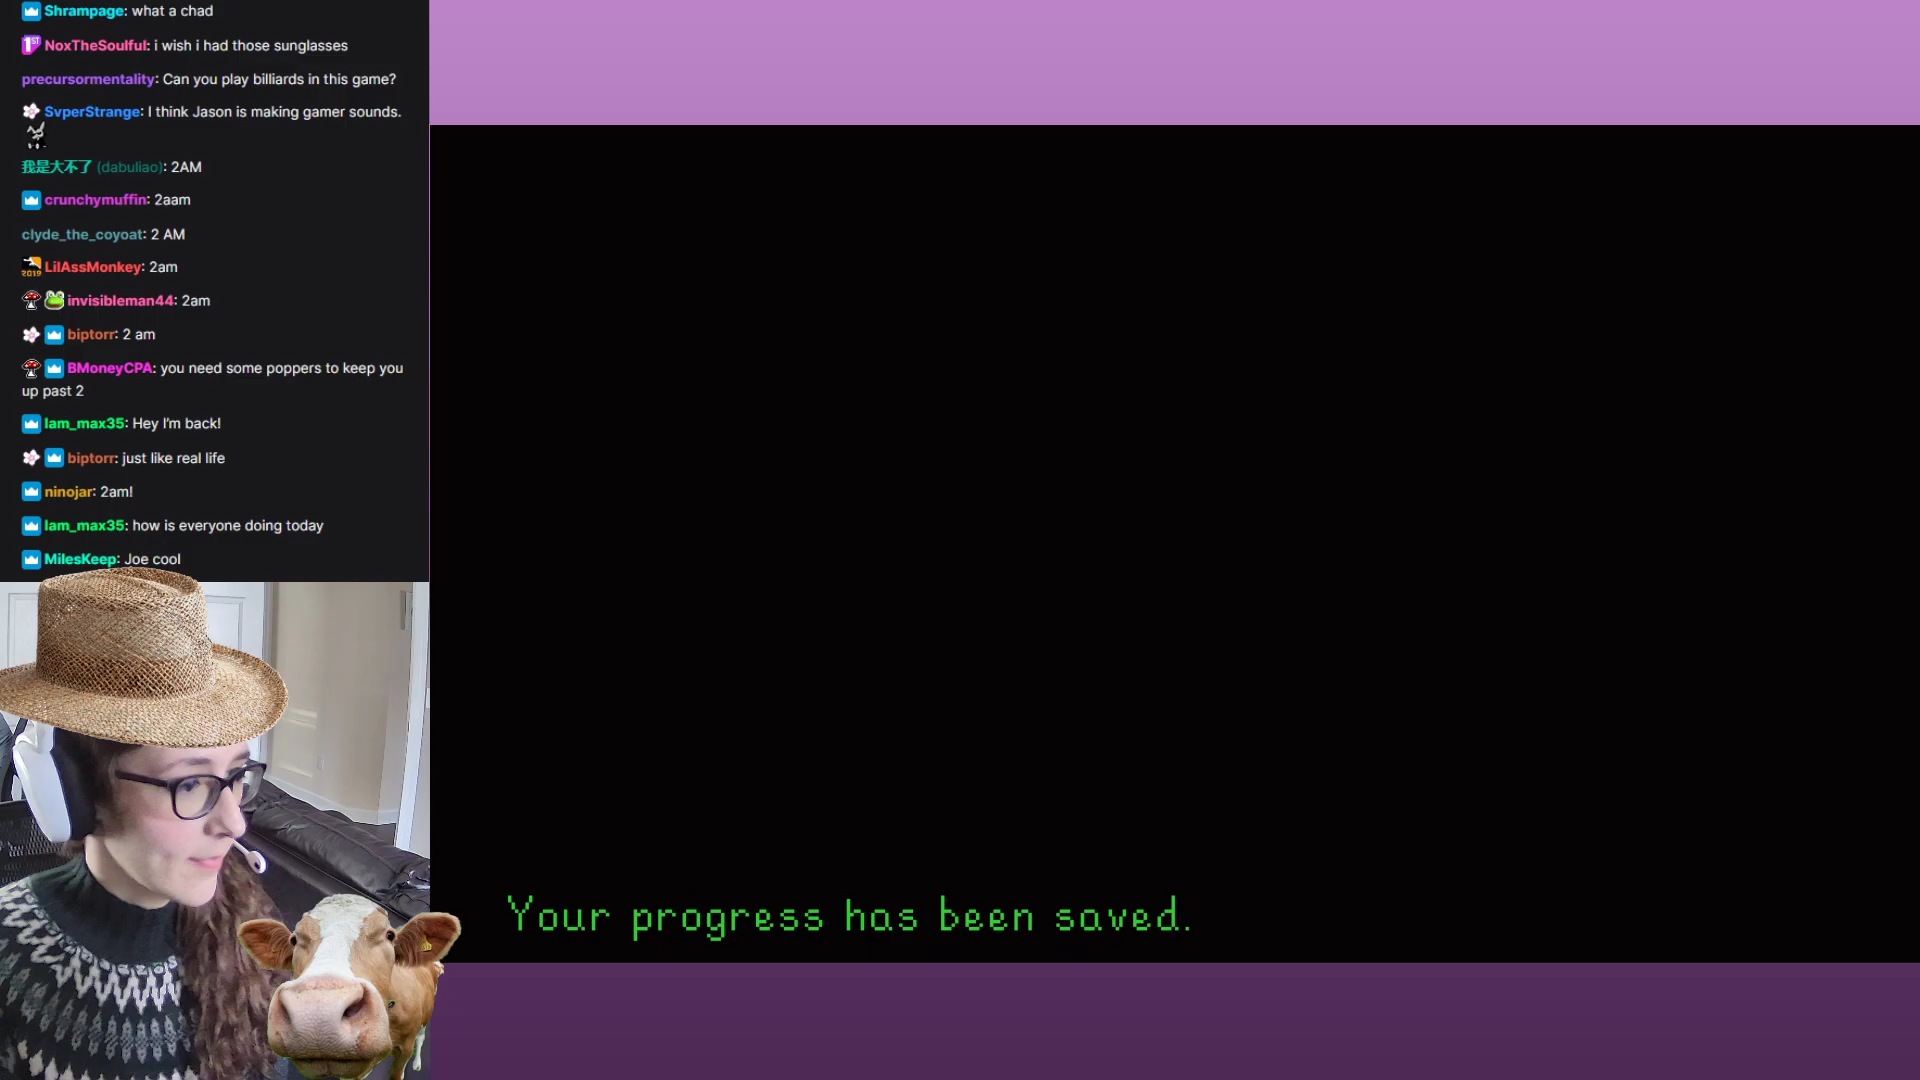 Shrampage: what a chad
1ST NoxTheSoulful: i wish i had those sunglasses
precursormentality: Can you play billiards in this game?
SvperStrange: I think Jason is making gamer sounds.
我是大不了 (dabuliao): 2AM
crunchymuffin: 2aam
clyde_the_coyoat: 2 AM
2019 LilAssMonkey: 2am
invisibleman44: 2am
biptorr: 2 am
BMoneyCPA: you need some poppers to keep you
up past 2
Iam_max35: Hey I'm back!
biptorr: just like real life
ninojar: 2am!
Iam_max35: how is everyone doing today
MilesKeep: Joe cool
Your progress has been saved.